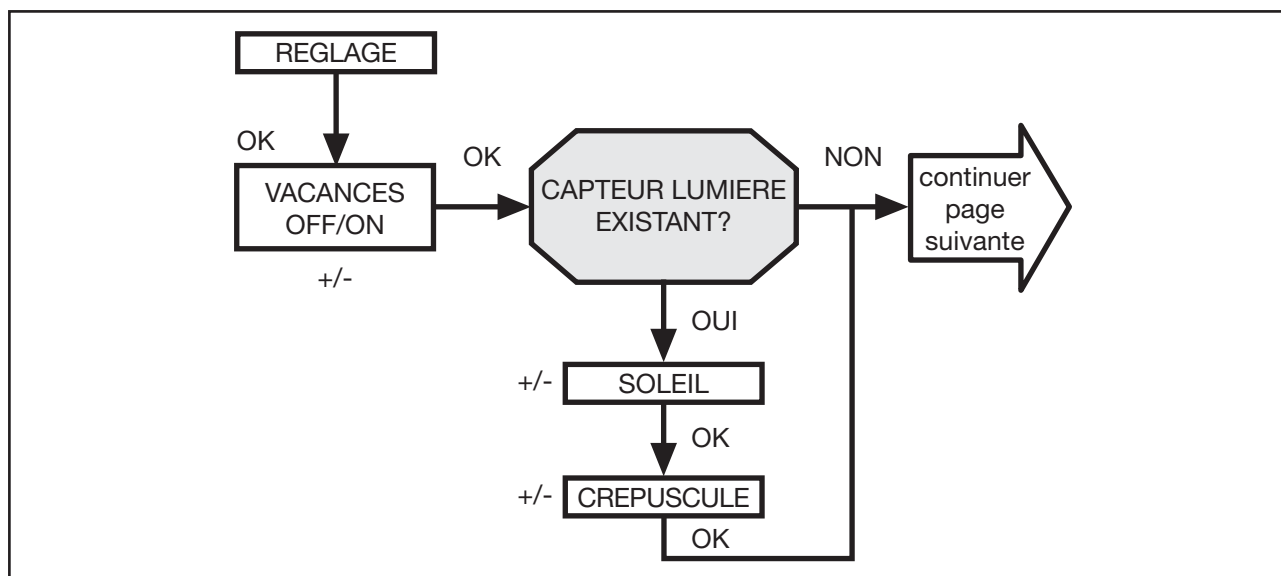 REGLAGE
OK
VACANCES
OFF/ON
+/-
OK
CAPTEUR LUMIERE
EXISTANT?
NON
continuer
page
suivante
OUI
+/-
SOLEIL
OK
+/-
CREPUSCULE
OK